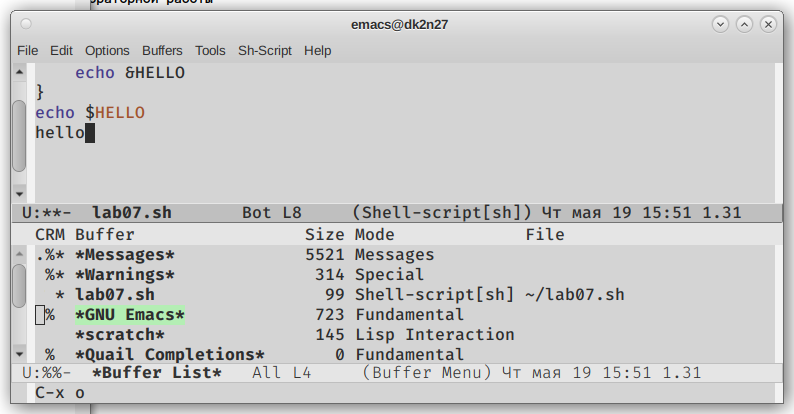 раторной работы
emacs@dk2n27
File Edit Options Buffers Tools Sh-Script Help
echo &HELLO
}
echo $HELLO
hello
U:**- lab07.sh Bot L8 (Shell-script[sh]) Чт мая 19 15:51 1.31
CRM Buffer Size Mode File
.%* *Messages* 5521 Messages
%* *Warnings* 314 Special
* lab07.sh 99 Shell-script[sh] ~/lab07.sh
% *GNU Emacs* 723 Fundamental
*scratch* 145 Lisp Interaction
% *Quail Completions* 0 Fundamental
U:%%- *Buffer List* All L4 (Buffer Menu) Чт мая 19 15:51 1.31
C-x o